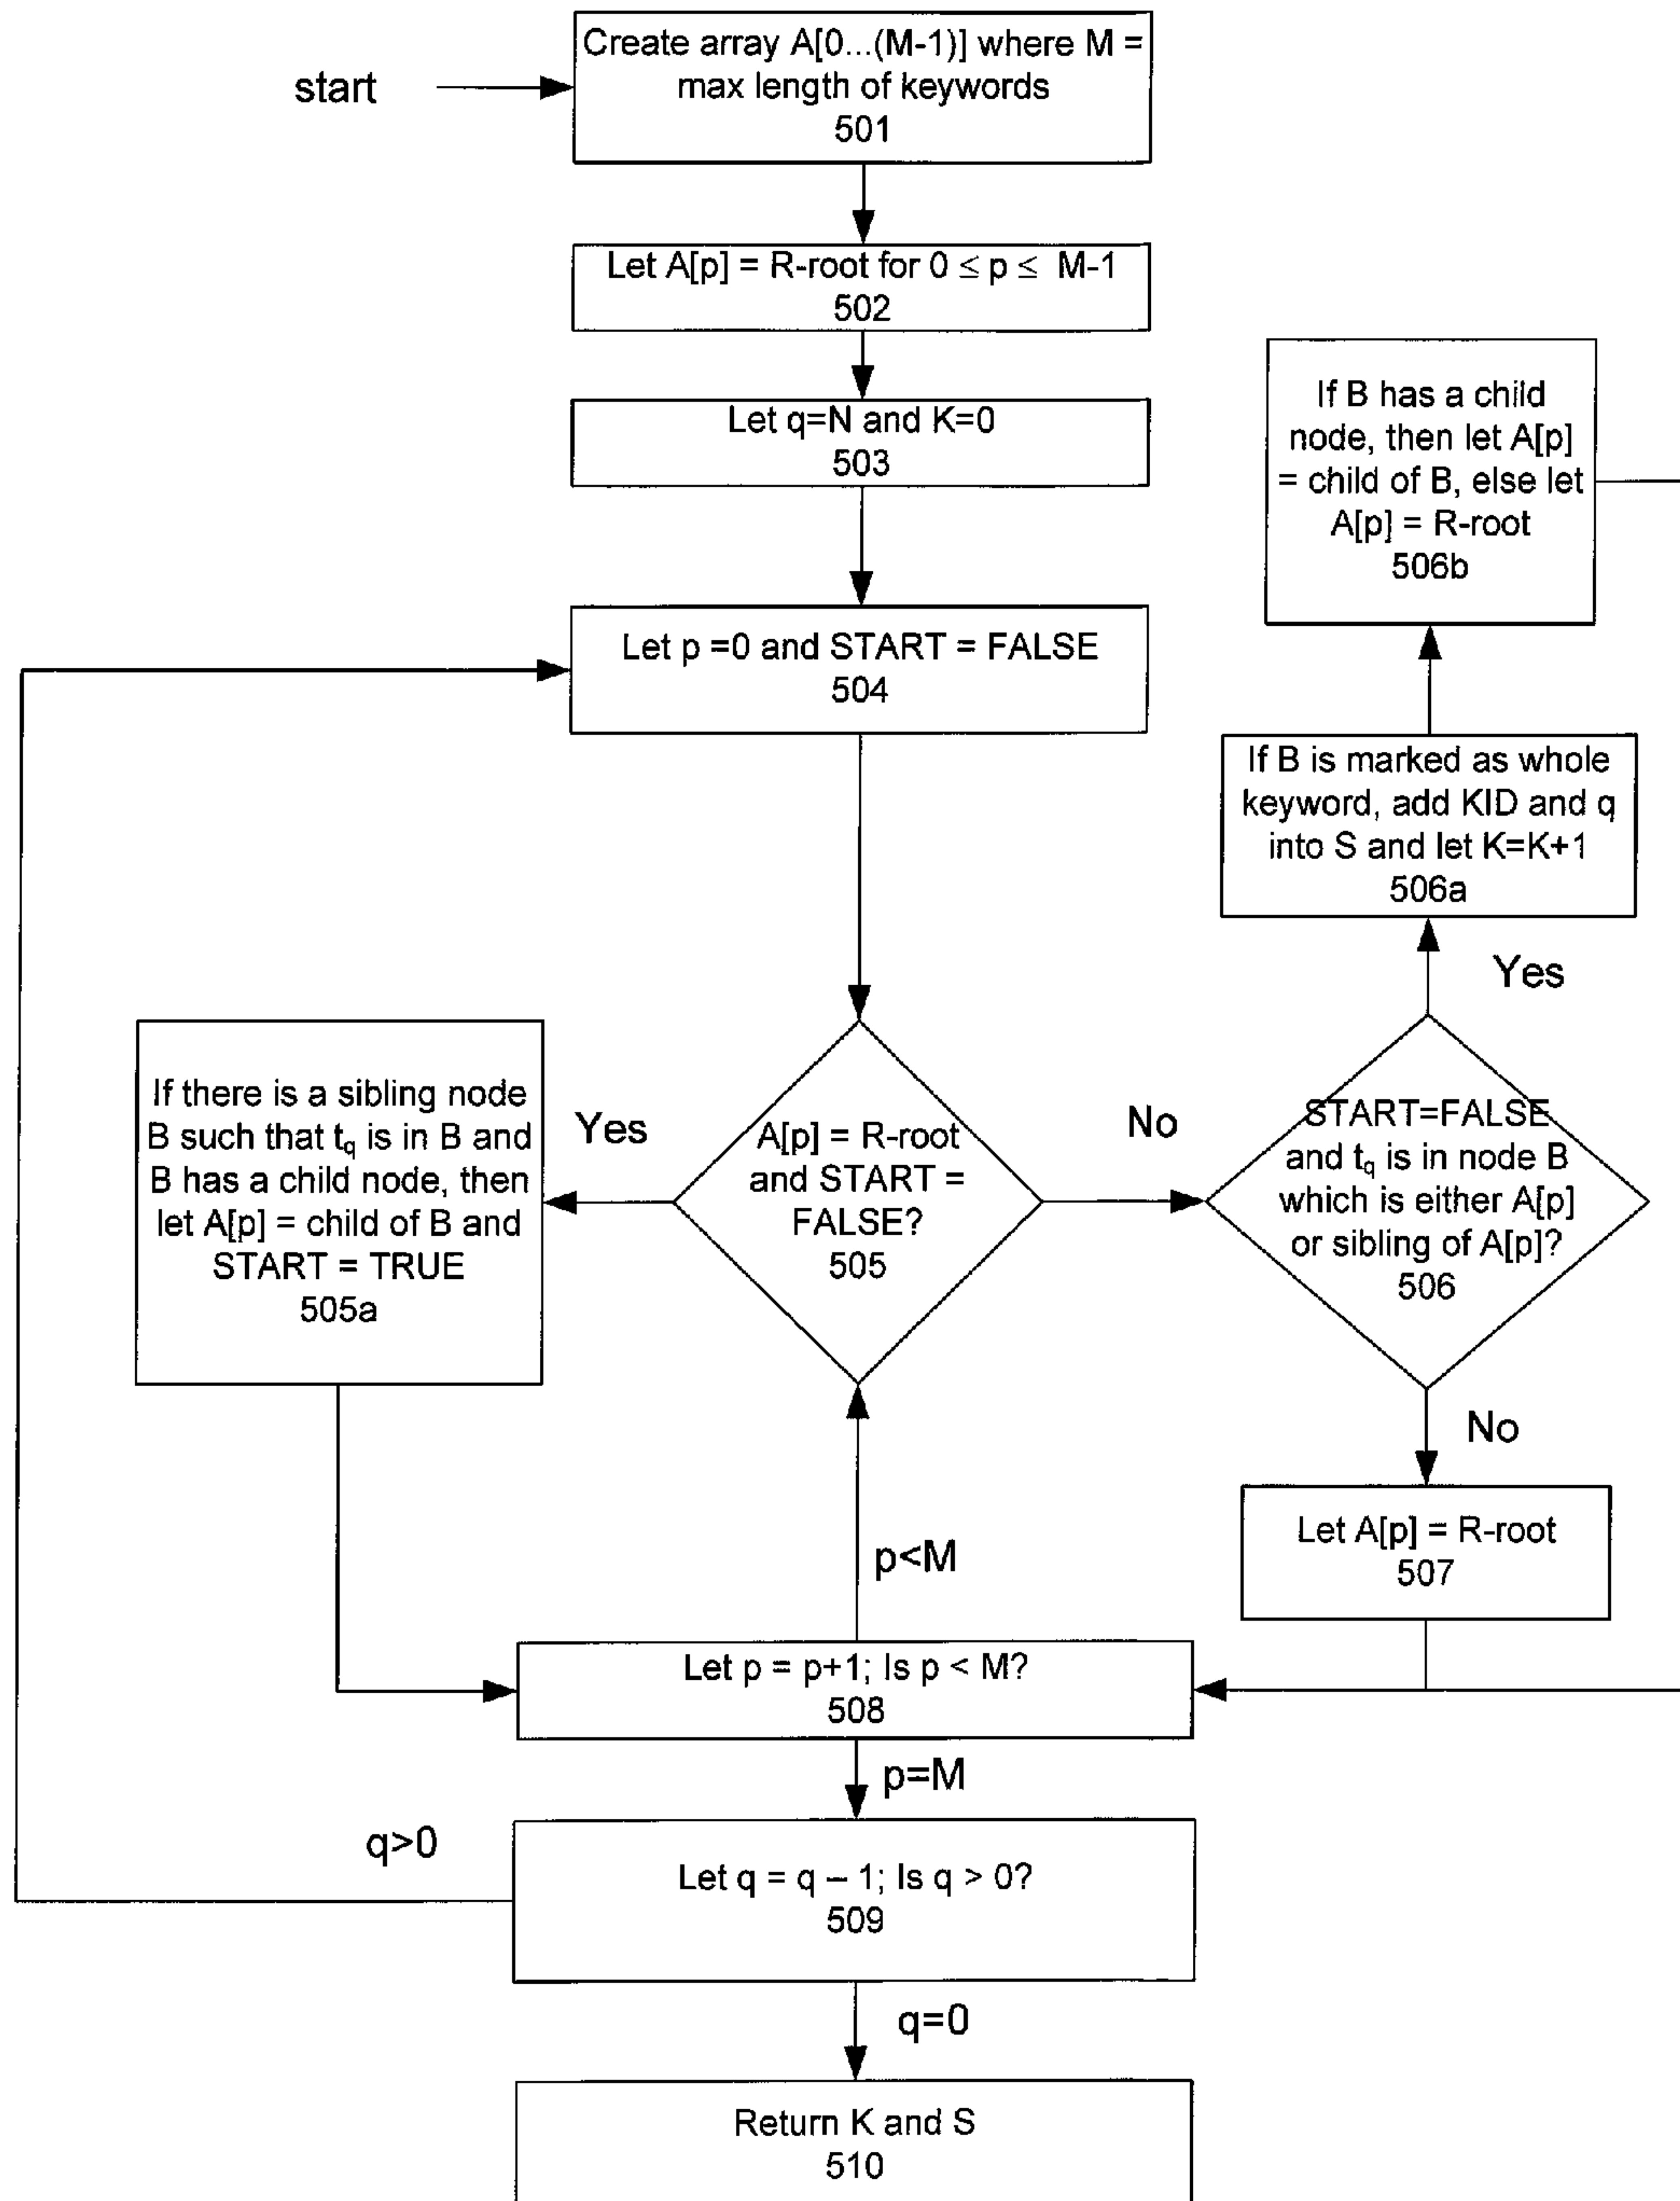 Create array A[0...(M-1)] where M =
max length of keywords
501
start
Let A[p] = R-root for 0 ≤ p ≤ M-1
502
Let q=N and K=0
503
If B has a child
node, then let A[p]
= child of B, else let
A[p] = R-root
506b
Let p =0 and START = FALSE
504
If B is marked as whole
keyword, add KID and q
into S and let K=K+1
506a
Yes
If there is a sibling node
B such that tq is in B and
B has a child node, then
let A[p] = child of B and
START = TRUE
505a
Yes
A[p] = R-root
and START =
FALSE?
505
No
START=FALSE
and tq is in node B
which is either A[p]
or sibling of A[p]?
506
No
Let A[p] = R-root
507
p<M
Let p = p+1; Is p < M?
508
p=M
q>0
Let q = q – 1; Is q > 0?
509
q=0
Return K and S
510